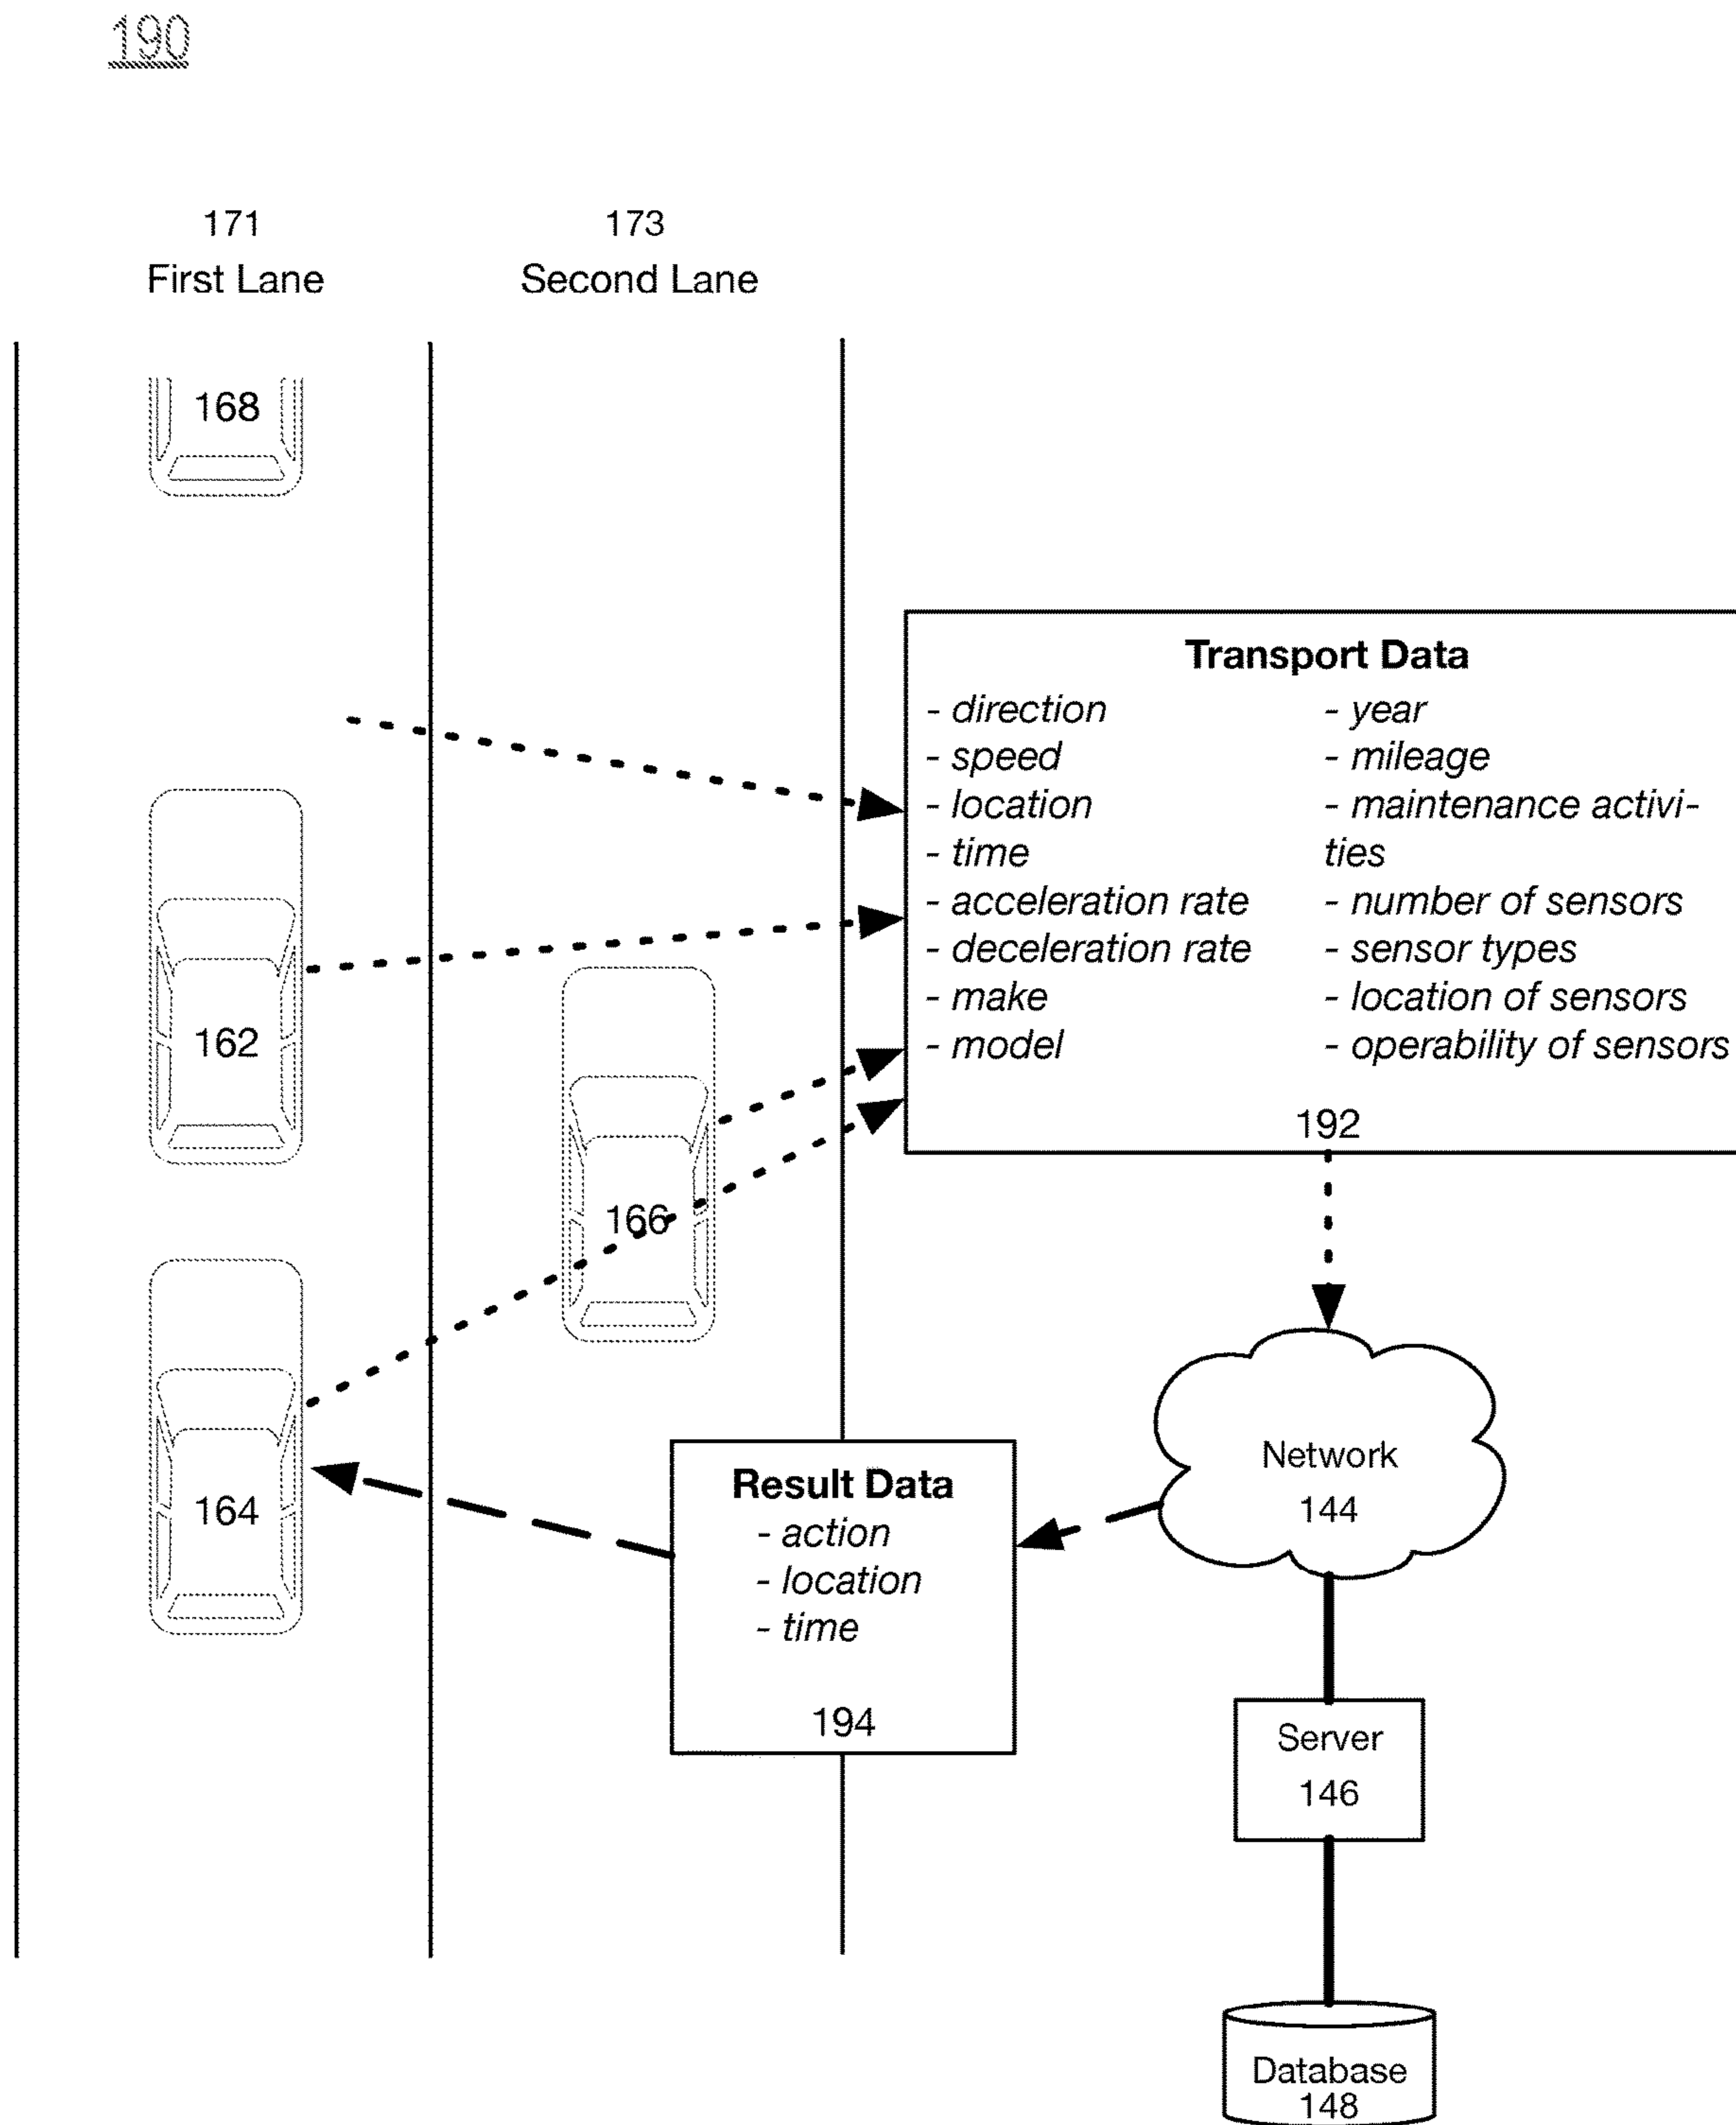 190
171
First Lane
173
Second Lane
168
Transport Data
- direction
- speed
- location
- time
- acceleration rate
- deceleration rate
- make
- model
- year
- mileage
- maintenance activi-
ties
- number of sensors
- sensor types
- location of sensors
- operability of sensors
192
162
166
164
Result Data
- action
- location
- time
194
Network
144
Server
146
Database
148